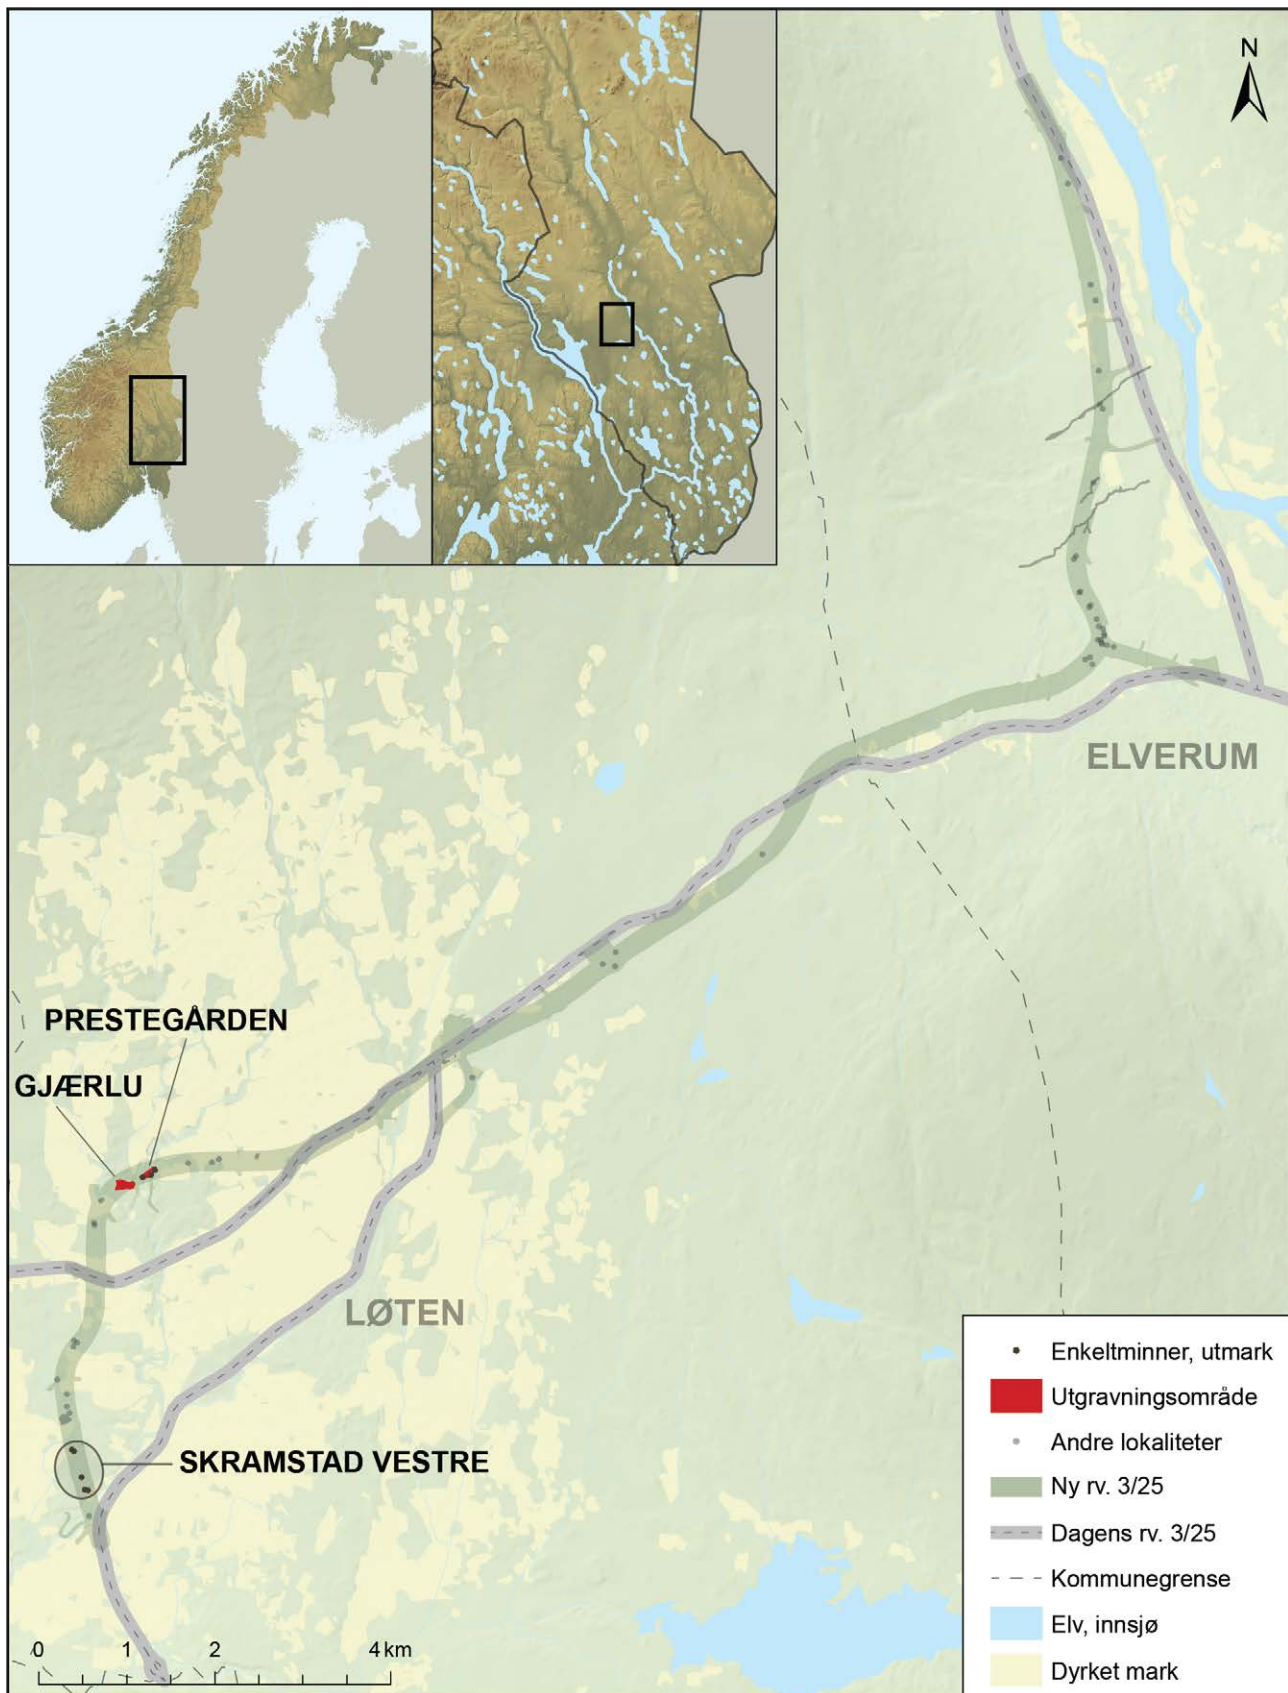 N
ELVERUM
PRESTEGÅRDEN
GJÆRLU
LØTEN
SKRAMSTAD VESTRE
Enkeltminner, utmark
Utgravningsområde
Andre lokaliteter
Ny rv. 3/25
Dagens rv. 3/25
Kommunegrense
Elv, innsjø
Dyrket mark
0 1 2 4 km